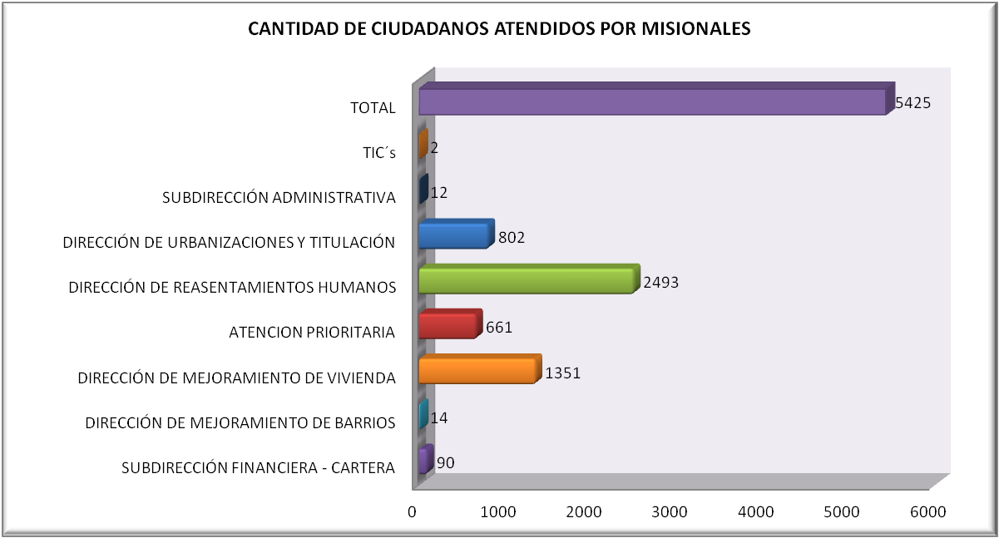 CANTIDAD DE CIUDADANOS ATENDIDOS POR MISIONALES
TOTAL 5425
TIC´s 2
SUBDIRECCIÓN ADMINISTRATIVA 12
DIRECCIÓN DE URBANIZACIONES Y TITULACIÓN 802
DIRECCIÓN DE REASENTAMIENTOS HUMANOS 2493
ATENCION PRIORITARIA 661
DIRECCIÓN DE MEJORAMIENTO DE VIVIENDA 1351
DIRECCIÓN DE MEJORAMIENTO DE BARRIOS 14
SUBDIRECCIÓN FINANCIERA - CARTERA 90
0 1000 2000 3000 4000 5000 6000